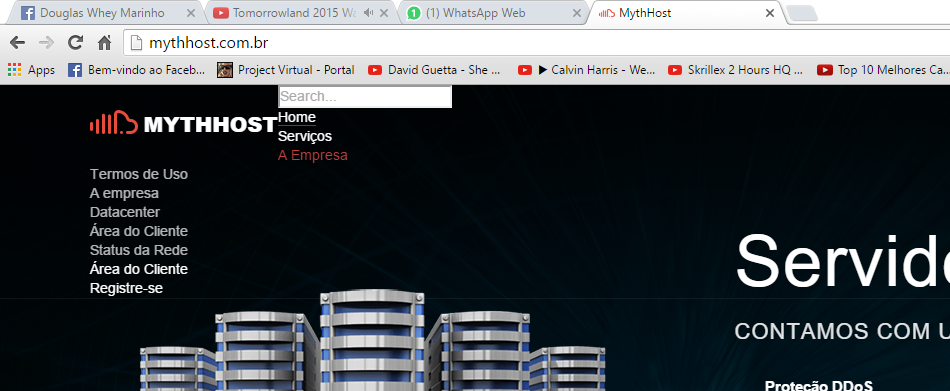 Douglas Whey Marinho
Tomorrowland 2015 Wa
(1) WhatsApp Web
MythHost
mythhost.com.br
Apps
Bem-vindo ao Faceb...
Project Virtual - Portal
David Guetta - She ...
▶ Calvin Harris - We...
Skrillex 2 Hours HQ ...
Top 10 Melhores Ca...
Search...
MYTHHOST
Home
Serviços
A Empresa
Termos de Uso
A empresa
Datacenter
Área do Cliente
Status da Rede
Área do Cliente
Registre-se
Servide
CONTAMOS COM U
Proteção DDoS